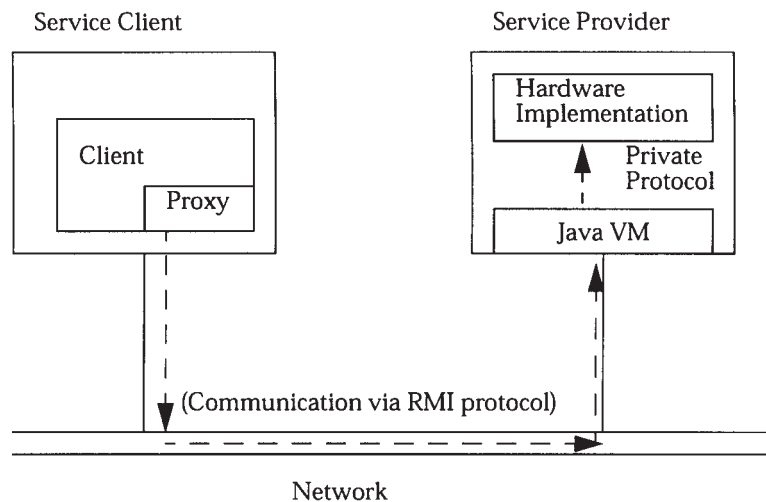 Service Client
Service Provider
Hardware
Implementation
Client
Private
Protocol
Proxy
Java VM
(Communication via RMI protocol)
Network